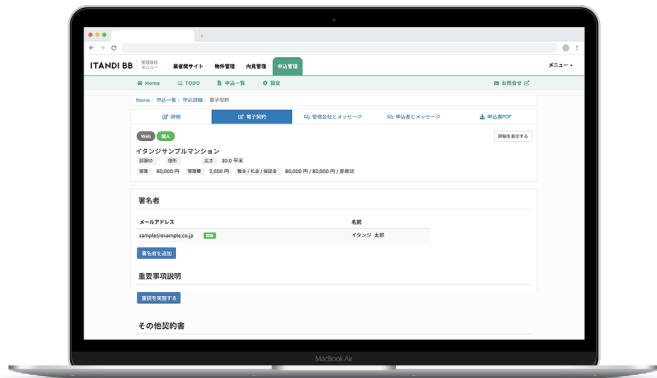 ITANDI BB 管理会社メニュー 業者間サイト 物件管理 内見管理 申込管理 メニュー
Home TODO 申込一覧 設定 お問合せ
Home / 申込一覧 / 申込詳細 / 電子契約
詳細 電子契約 管理会社とメッセージ 申込者とメッセージ 申込書PDF
Web 個人 詳細を表示する
イタンジサンプルマンション
部屋ID 住所 広さ 30.0 平米
賃料 80,000 円 管理費 2,000 円 敷金 / 礼金 / 保証金 80,000 円 / 80,000 円 / 要確認
署名者
メールアドレス 名前
sample@example.co.jp イタンジ 太郎
署名者を追加
重要事項説明
重説を実施する
その他契約書
MacBook Air